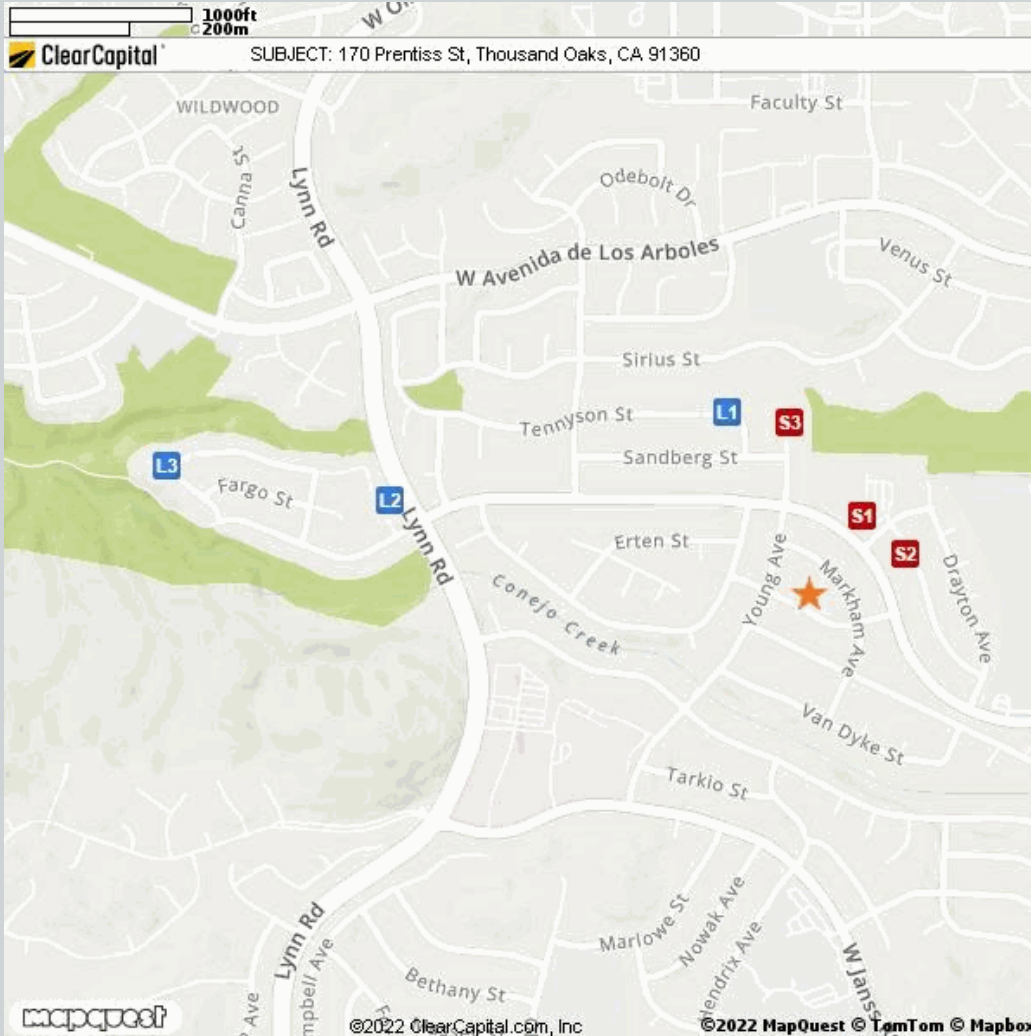 1000ft
200m
ClearCapital
SUBJECT: 170 Prentiss St, Thousand Oaks, CA 91360
WILDWOOD
Faculty St
Canna St
Lynn Rd
Odebolt Dr
W Avenida de Los Arboles
Venus St
Sirius St
Tennyson St
L1
S3
Sandberg St
L3
Fargo St
L2
Lynn Rd
S1
Erten St
S2
Young Ave
Markham Ave
Drayton Ave
Conejo Creek
Van Dyke St
Tarkio St
Marlowe St
Nowak Ave
Hendrix Ave
Lynn Rd
Bethany St
mapquest
©2022 ClearCapital.com, Inc
©2022 MapQuest © TomTom © Mapbo